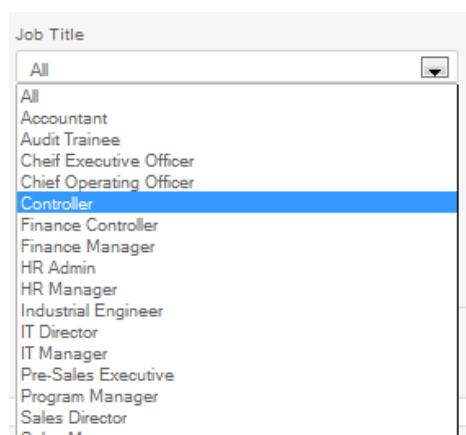 Job Title
All
All
Accountant
Audit Trainee
Cheif Executive Officer
Chief Operating Officer
Controller
Finance Controller
Finance Manager
HR Admin
HR Manager
Industrial Engineer
IT Director
IT Manager
Pre-Sales Executive
Program Manager
Sales Director